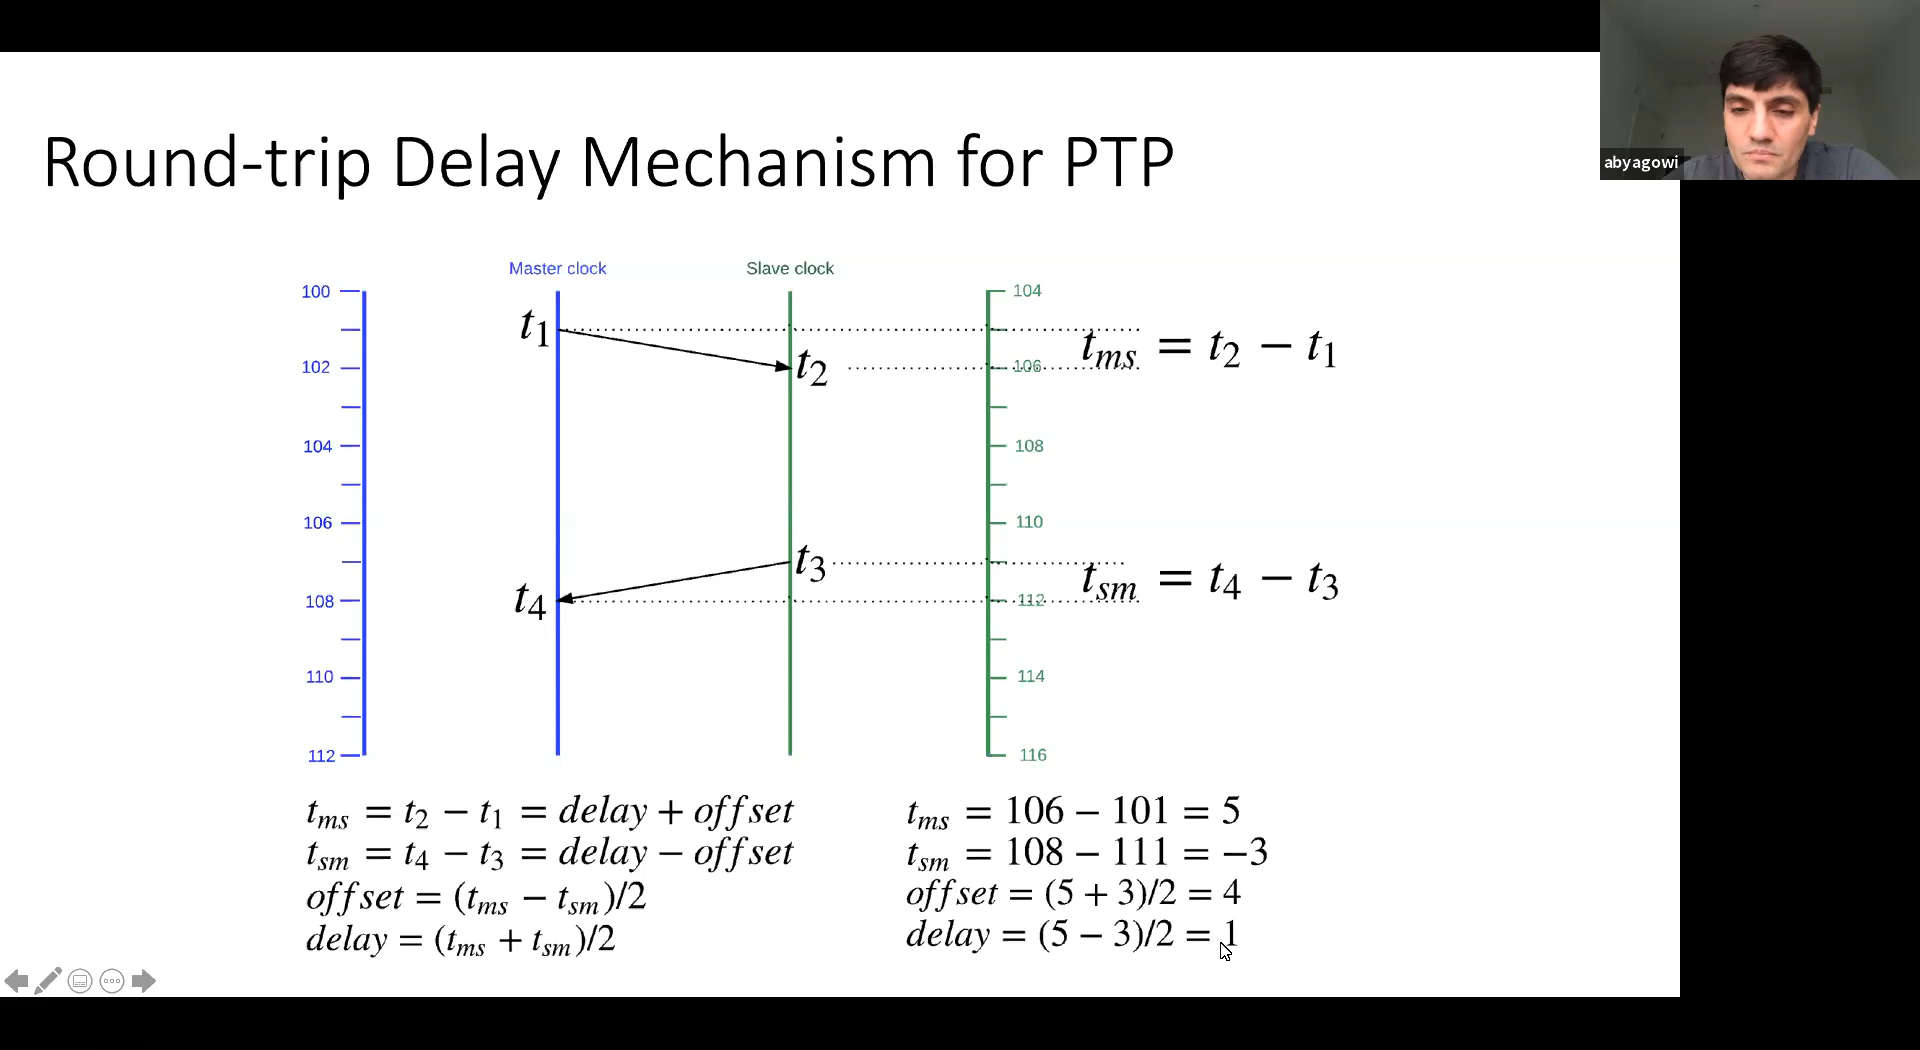 abyagowi
Round-trip Delay Mechanism for PTP
Master clock
Slave clock
100
102
104
106
108
110
112
t₁
t₂
t₃
t₄
104
106
108
110
112
114
116
tₘₛ = t₂ − t₁
tₛₘ = t₄ − t₃
tₘₛ = t₂ − t₁ = delay + offset
tₛₘ = t₄ − t₃ = delay − offset
offset = (tₘₛ − tₛₘ)/2
delay = (tₘₛ + tₛₘ)/2
tₘₛ = 106 − 101 = 5
tₛₘ = 108 − 111 = −3
offset = (5 + 3)/2 = 4
delay = (5 − 3)/2 = 1